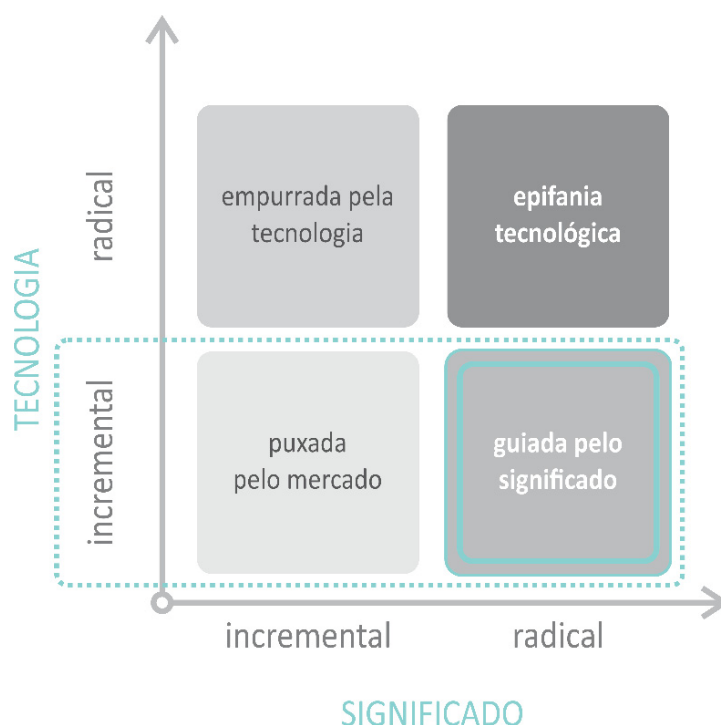 TECNOLOGIA
radical
empurrada pela
tecnologia
epifania
tecnológica
incremental
puxada
pelo mercado
guiada pelo
significado
incremental
radical
SIGNIFICADO